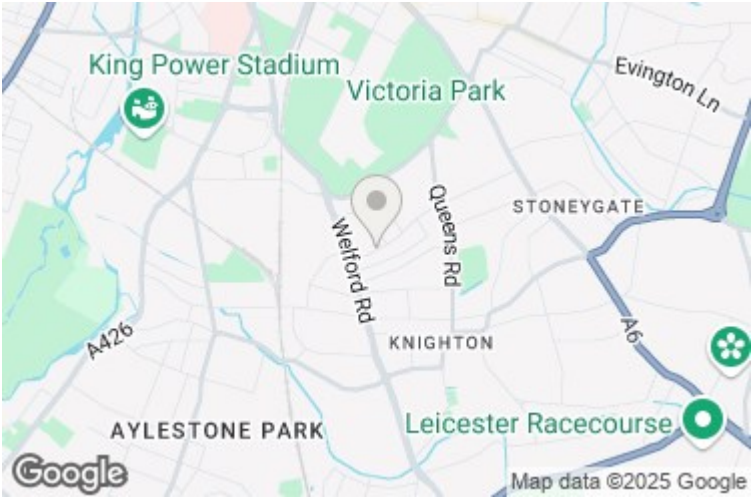 King Power Stadium
Victoria Park
Evington Ln
STONEYGATE
Queens Rd
Welford Rd
A426
KNIGHTON
A6
AYLESTONE PARK
Leicester Racecourse
Google
Map data ©2025 Google